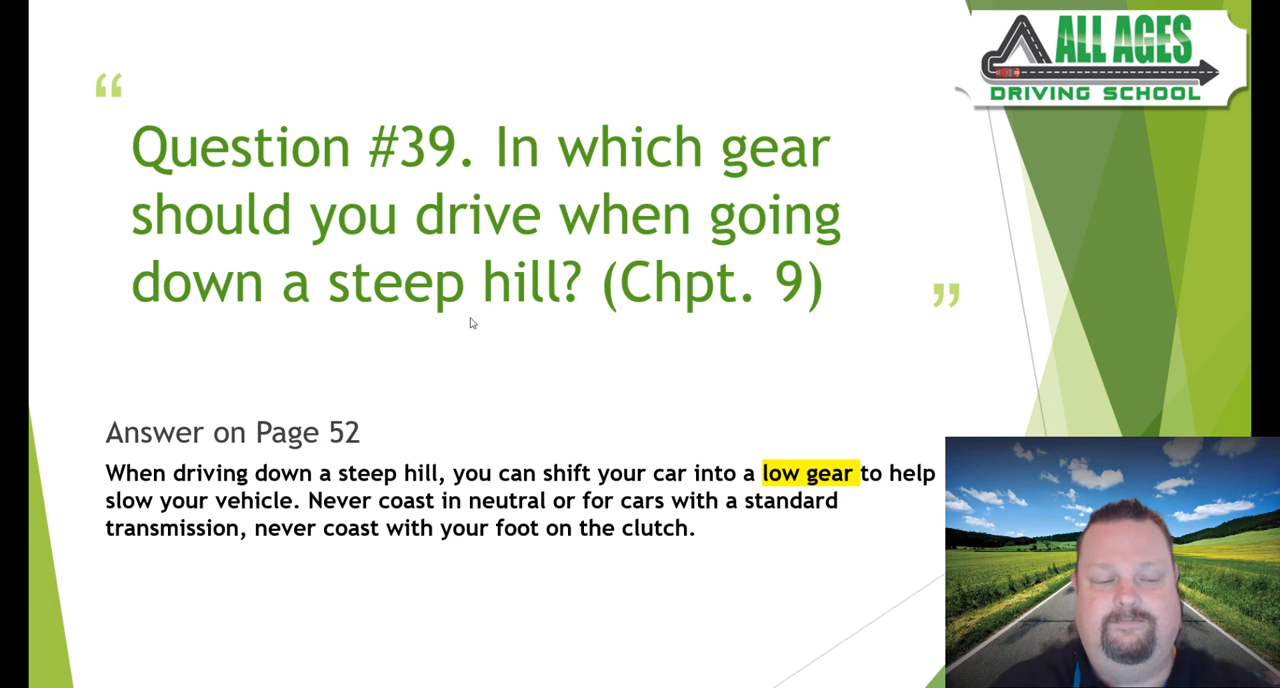 ALL AGES
DRIVING SCHOOL
“
Question #39. In which gear
should you drive when going
down a steep hill? (Chpt. 9)
”
Answer on Page 52
When driving down a steep hill, you can shift your car into a low gear to help
slow your vehicle. Never coast in neutral or for cars with a standard
transmission, never coast with your foot on the clutch.